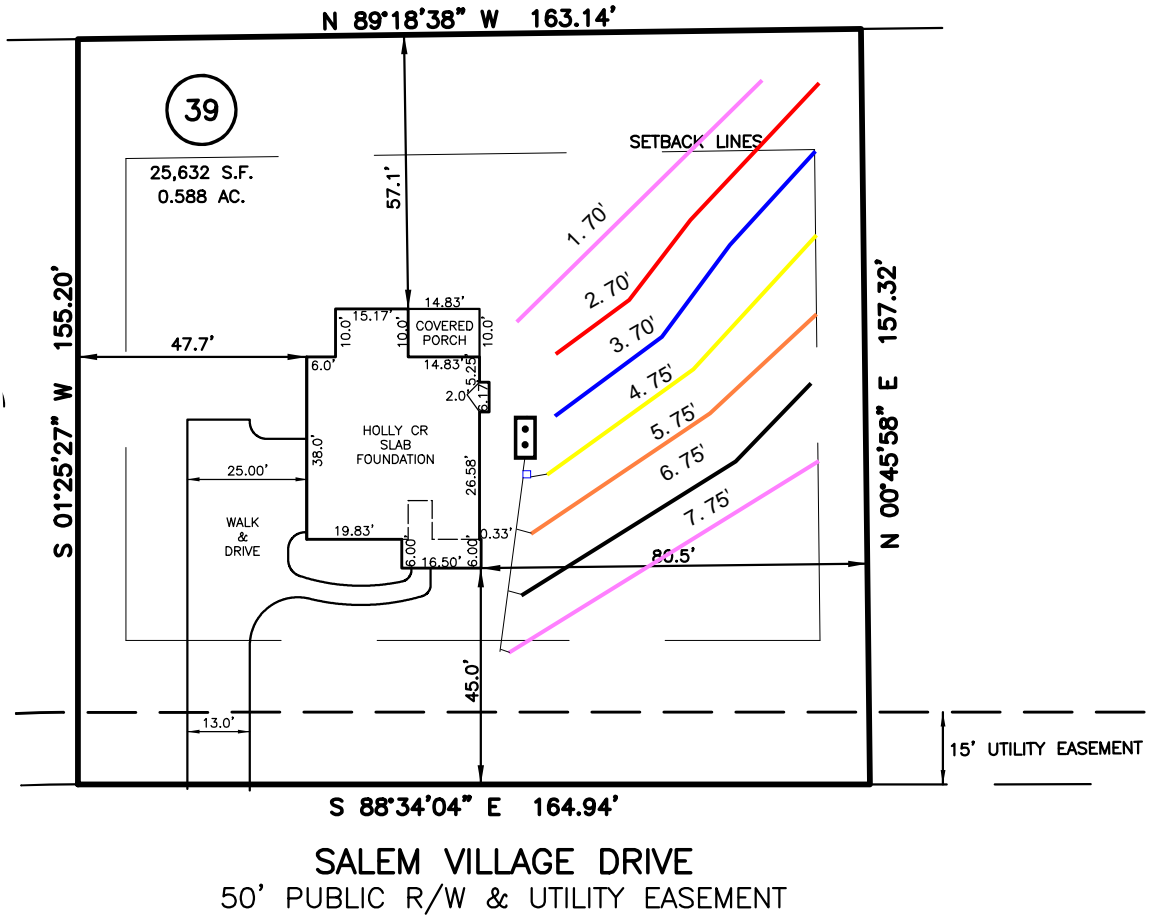 N 89°18'38" W 163.14'
39
25,632 S.F.
0.588 AC.
SETBACK LINES
57.1'
1. 70'
2. 70'
3. 70'
4. 75'
5. 75'
6. 75'
7. 75'
S 01°25'27" W 155.20'
N 00°45'58" E 157.32'
47.7'
14.83'
15.17'
10.0'
10.0'
COVERED
PORCH
10.0'
6.0'
14.83'
5.25'
2.0'
6.17'
HOLLY CR
SLAB
FOUNDATION
38.0'
26.58'
25.00'
WALK
&
DRIVE
19.83'
0.33'
6.00'
16.50'
6.00'
80.5'
45.0'
13.0'
15' UTILITY EASEMENT
S 88°34'04" E 164.94'
SALEM VILLAGE DRIVE
50' PUBLIC R/W & UTILITY EASEMENT